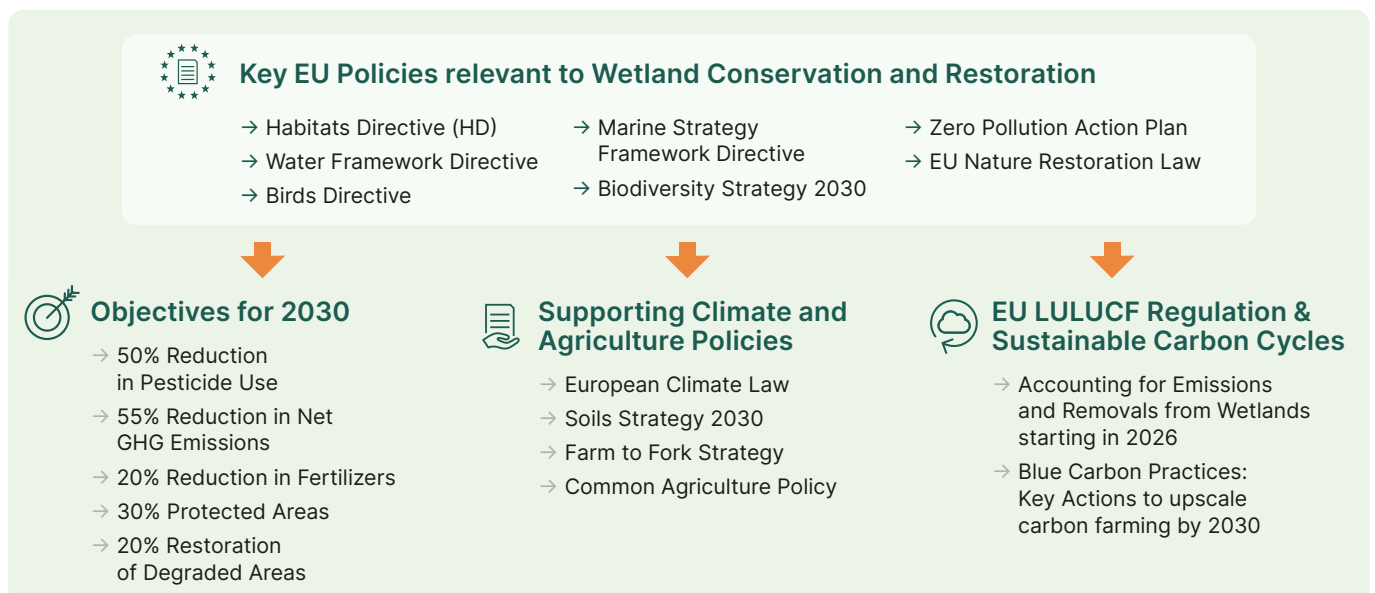 Key EU Policies relevant to Wetland Conservation and Restoration
→ Habitats Directive (HD)
→ Water Framework Directive
→ Birds Directive
→ Marine Strategy
Framework Directive
→ Biodiversity Strategy 2030
→ Zero Pollution Action Plan
→ EU Nature Restoration Law
Objectives for 2030
→ 50% Reduction
in Pesticide Use
→ 55% Reduction in Net
GHG Emissions
→ 20% Reduction in Fertilizers
→ 30% Protected Areas
→ 20% Restoration
of Degraded Areas
Supporting Climate and
Agriculture Policies
→ European Climate Law
→ Soils Strategy 2030
→ Farm to Fork Strategy
→ Common Agriculture Policy
EU LULUCF Regulation &
Sustainable Carbon Cycles
→ Accounting for Emissions
and Removals from Wetlands
starting in 2026
→ Blue Carbon Practices:
Key Actions to upscale
carbon farming by 2030